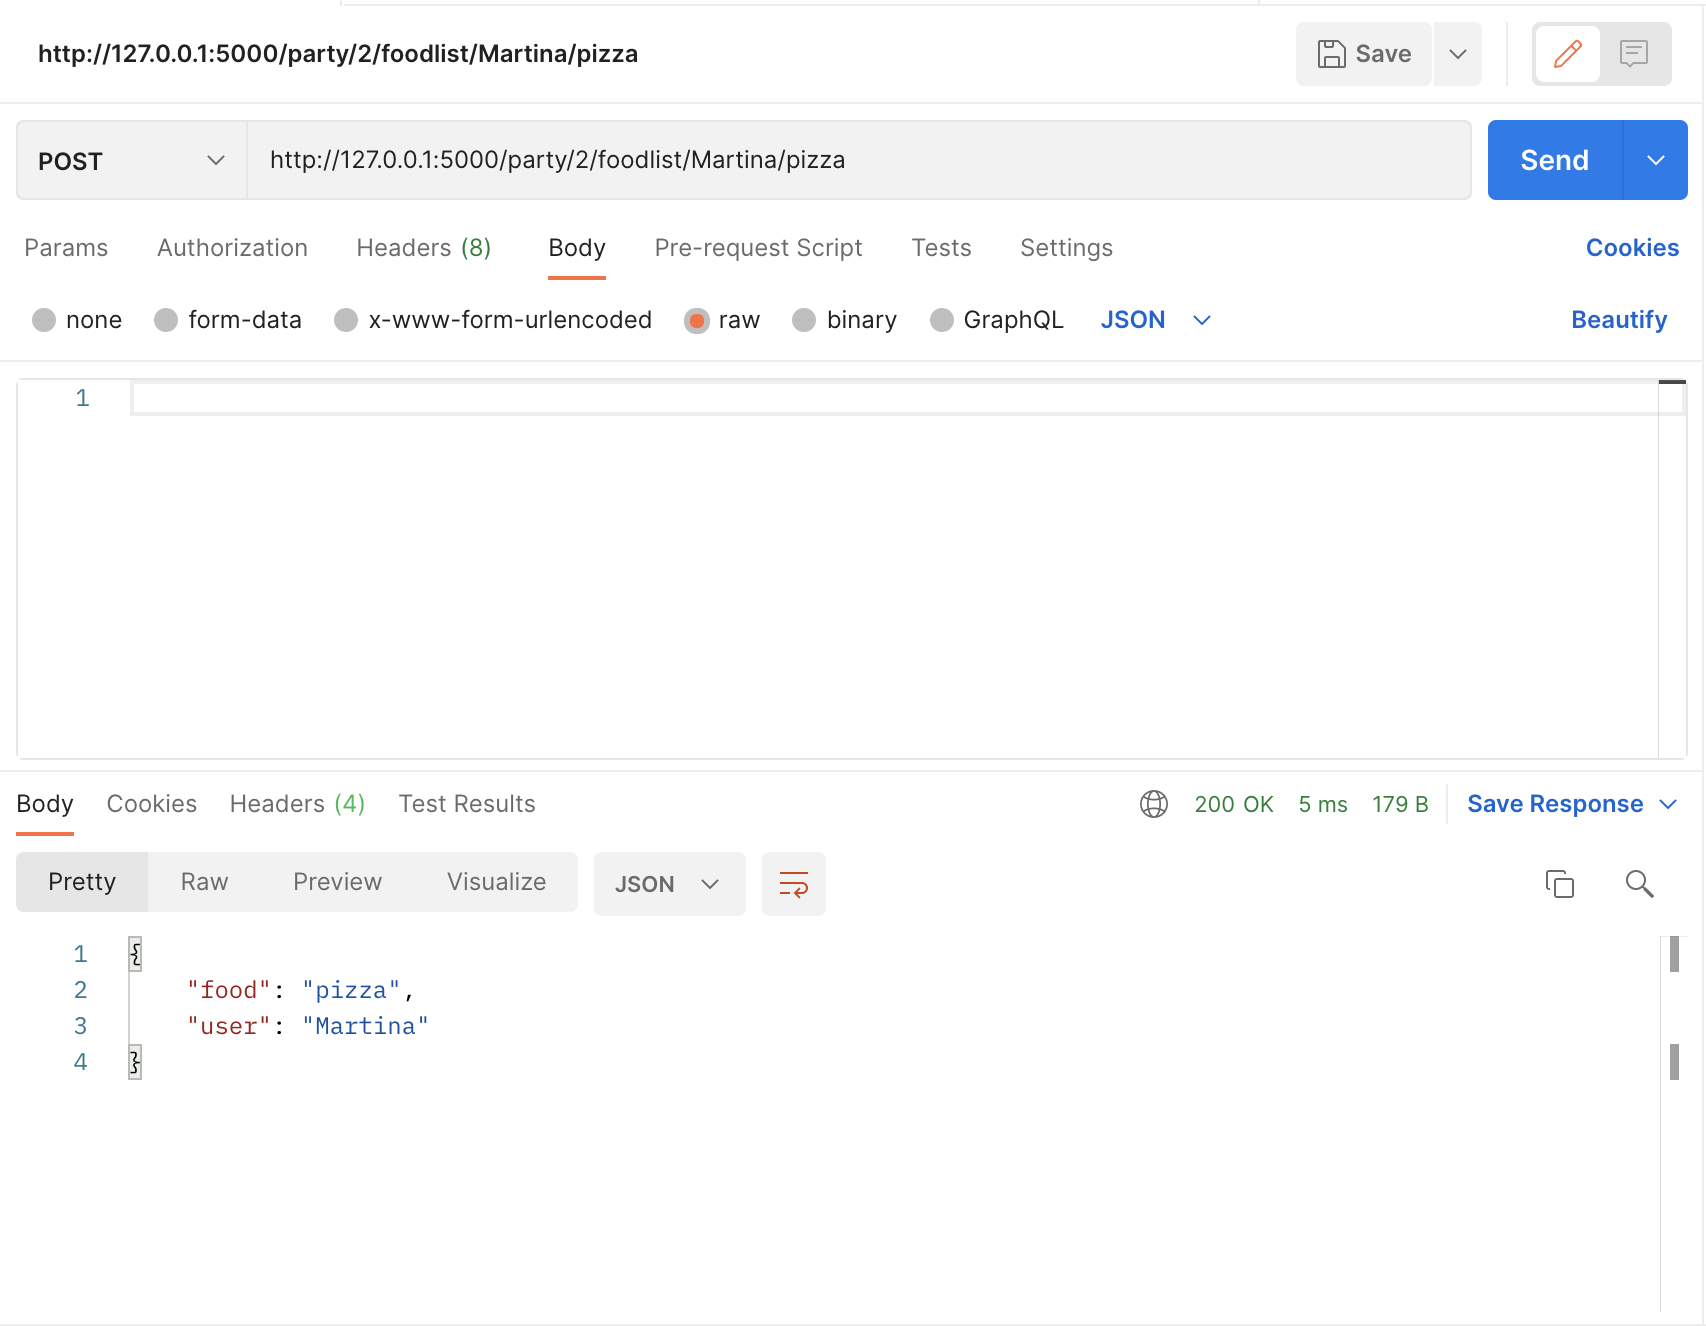 http://127.0.0.1:5000/party/2/foodlist/Martina/pizza Save
POST http://127.0.0.1:5000/party/2/foodlist/Martina/pizza Send
Params Authorization Headers (8) Body Pre-request Script Tests Settings Cookies
none form-data x-www-form-urlencoded raw binary GraphQL JSON Beautify
1
Body Cookies Headers (4) Test Results 200 OK 5 ms 179 B Save Response
Pretty Raw Preview Visualize JSON
1 {
2 "food": "pizza",
3 "user": "Martina"
4 }